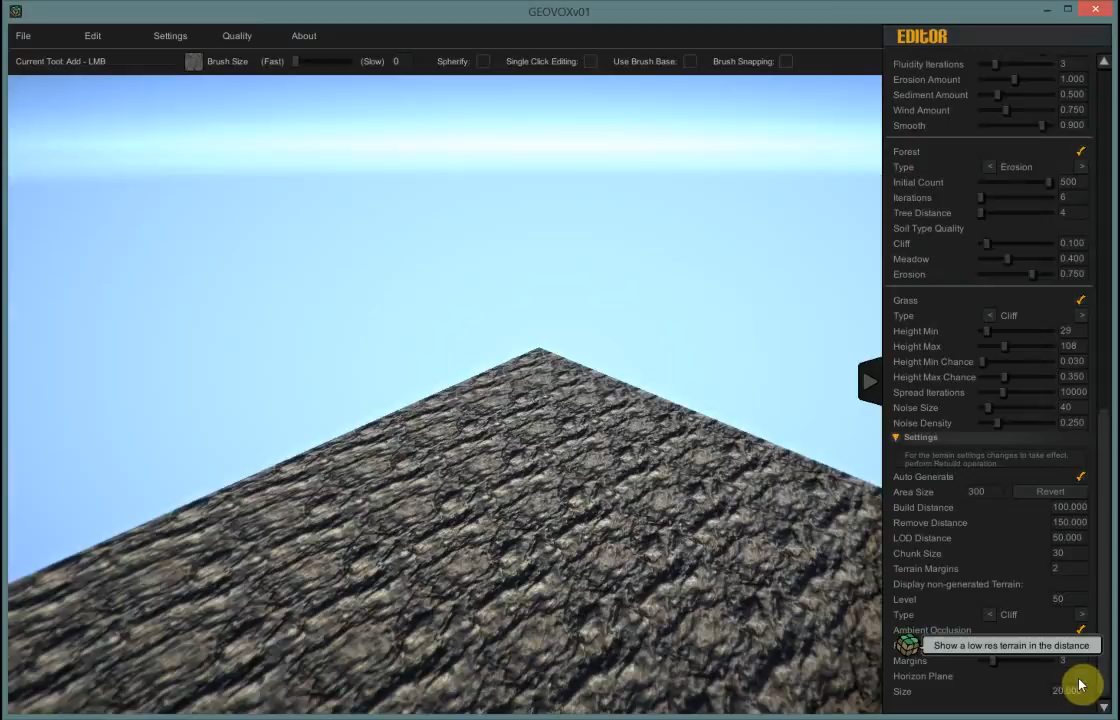 GEOVOXv01
File Edit Settings Quality About
EDITOR
Current Tool: Add - LMB Brush Size (Fast) (Slow) 0 Spherify: Single Click Editing: Use Brush Base: Brush Snapping:
Fluidity Iterations 3
Erosion Amount 1.000
Sediment Amount 0.500
Wind Amount 0.750
Smooth 0.900
Forest
Type < Erosion >
Initial Count 500
Iterations 6
Tree Distance 4
Soil Type Quality
Cliff 0.100
Meadow 0.400
Erosion 0.750
Grass
Type < Cliff >
Height Min 29
Height Max 108
Height Min Chance 0.030
Height Max Chance 0.350
Spread Iterations 10000
Noise Size 40
Noise Density 0.250
Settings
For the terrain settings changes to take effect,
perform Rebuild operation.
Auto Generate
Area Size 300 Revert
Build Distance 100.000
Remove Distance 150.000
LOD Distance 50.000
Chunk Size 30
Terrain Margins 2
Display non-generated Terrain:
Level 50
Type < Cliff >
Ambient Occlusion
Show a low res terrain in the distance
Margins 3
Horizon Plane
Size